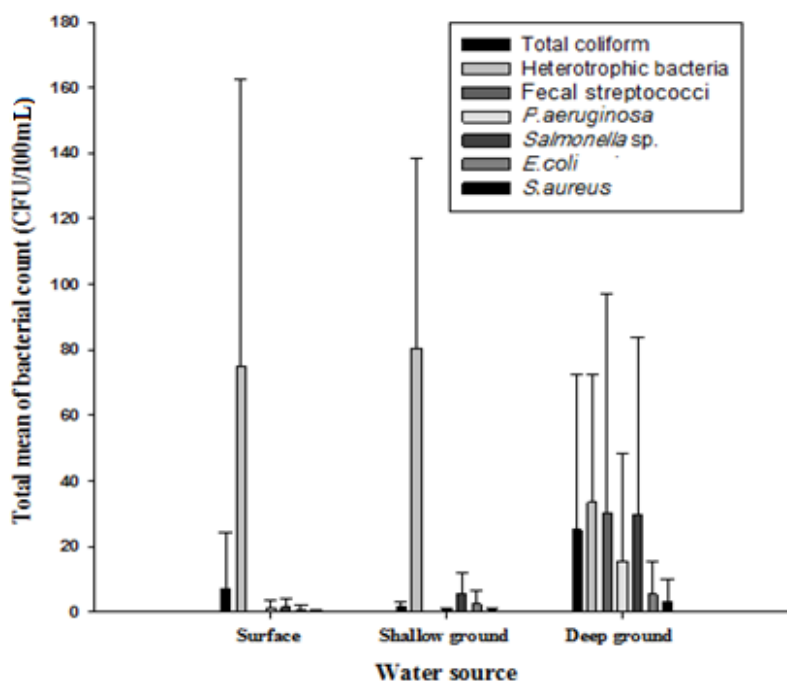 180
160
140
120
100
80
60
40
20
0
Total mean of bacterial count (CFU/100mL)
Total coliform
Heterotrophic bacteria
Fecal streptococci
P.aeruginosa
Salmonella sp.
E.coli
S.aureus
Surface
Shallow ground
Deep ground
Water source